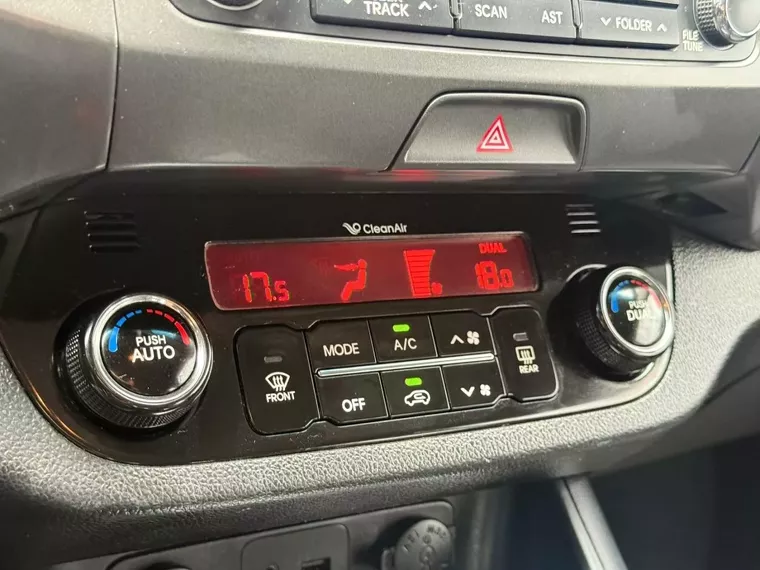 TRACK
SCAN
AST
FOLDER
FILE
TUNE
CleanAir
17.5
DUAL
18.0
PUSH
AUTO
PUSH
DUAL
MODE
A/C
FRONT
OFF
REAR